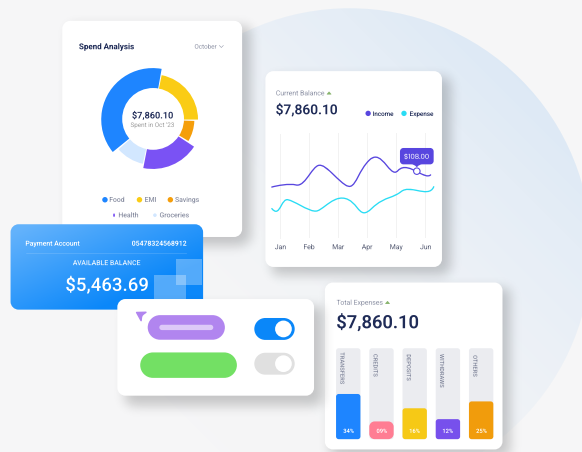 Spend Analysis
October
$7,860.10
Spent in Oct '23
Food
EMI
Savings
Health
Groceries
Current Balance
$7,860.10
Income
Expense
$108.00
Jan
Feb
Mar
Apr
May
Jun
Payment Account
05478324568912
AVAILABLE BALANCE
$5,463.69
Total Expenses
$7,860.10
TRANSFERS
CREDITS
DEPOSITS
WITHDRAWS
OTHERS
34%
09%
16%
12%
25%